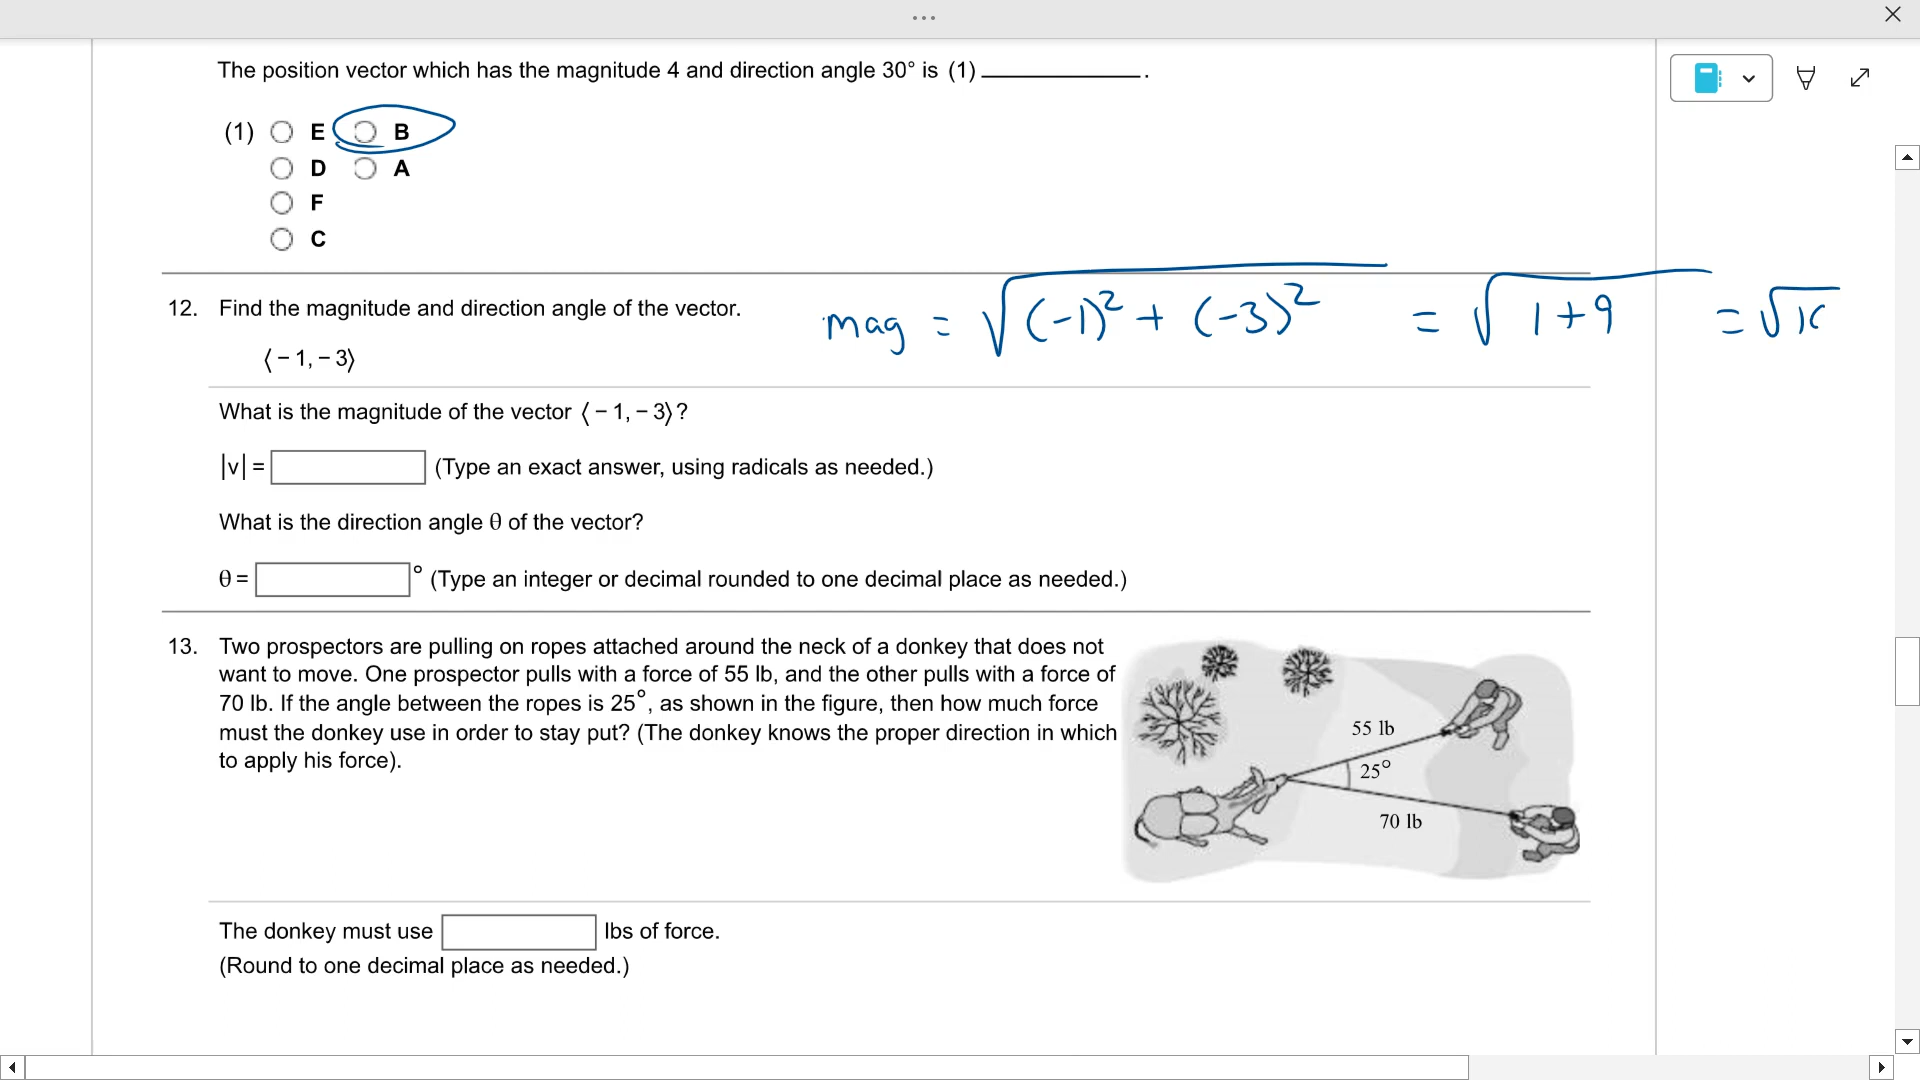 The position vector which has the magnitude 4 and direction angle 30° is (1) ________.
(1) E B
D A
F
C
12. Find the magnitude and direction angle of the vector.
⟨ − 1, − 3⟩
mag = √(-1)² + (-3)² = √1+9 = √10
What is the magnitude of the vector ⟨ − 1, − 3⟩?
|v| = (Type an exact answer, using radicals as needed.)
What is the direction angle θ of the vector?
θ = ° (Type an integer or decimal rounded to one decimal place as needed.)
13. Two prospectors are pulling on ropes attached around the neck of a donkey that does not
want to move. One prospector pulls with a force of 55 lb, and the other pulls with a force of
70 lb. If the angle between the ropes is 25°, as shown in the figure, then how much force
must the donkey use in order to stay put? (The donkey knows the proper direction in which
to apply his force).
55 lb
25°
70 lb
The donkey must use lbs of force.
(Round to one decimal place as needed.)